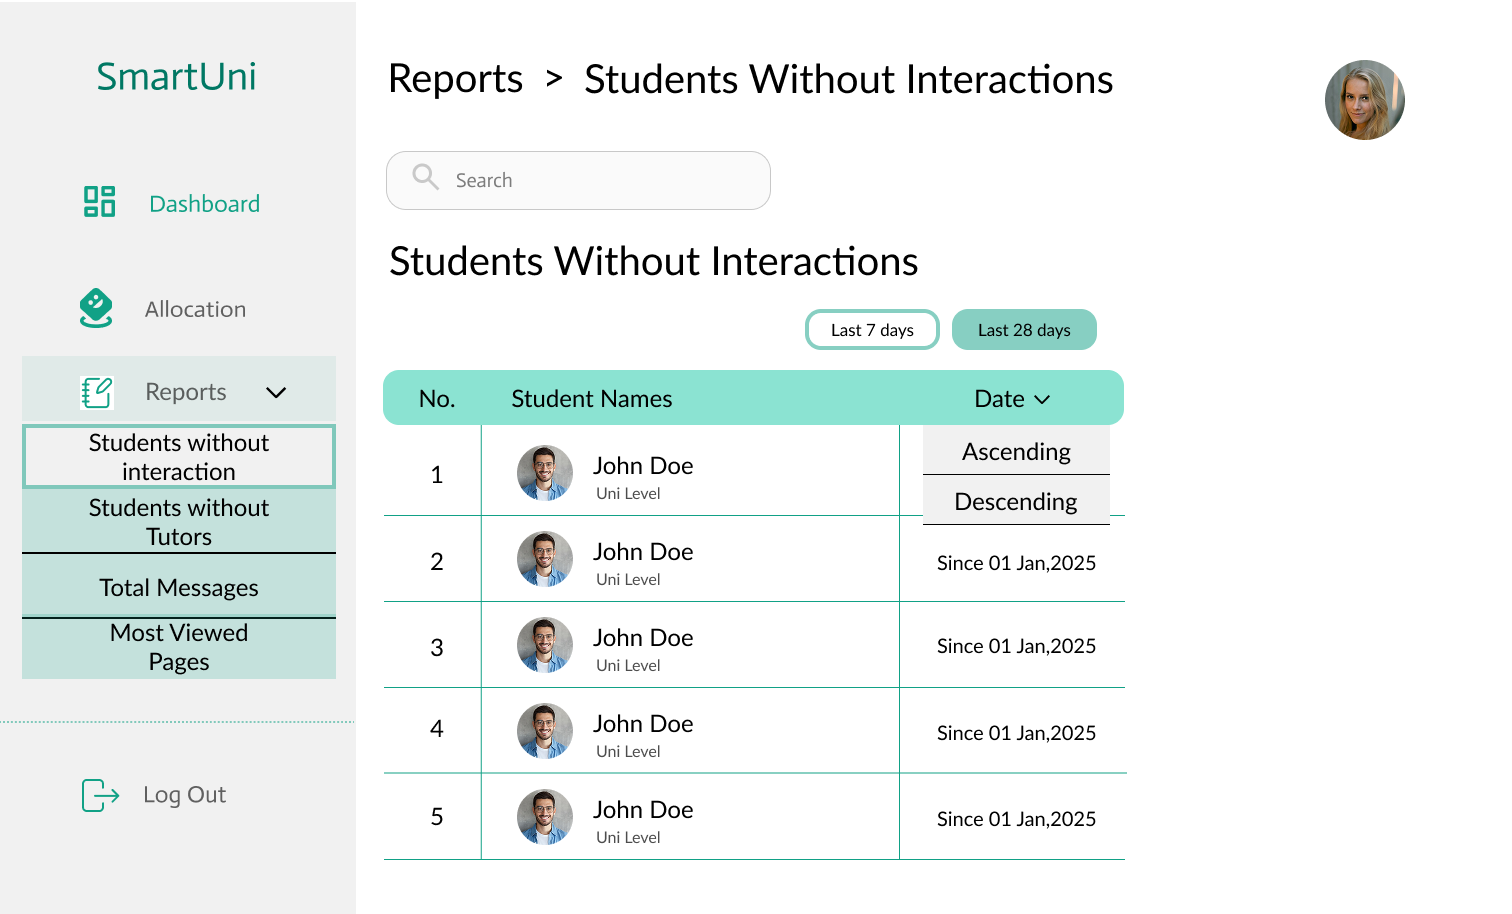 SmartUni
Dashboard
Allocation
Reports
Students without
interaction
Students without
Tutors
Total Messages
Most Viewed
Pages
Log Out
Reports > Students Without Interactions
Search
Students Without Interactions
Last 7 days
Last 28 days
No. Student Names Date
Ascending
Descending
1 John Doe
Uni Level
2 John Doe Since 01 Jan,2025
Uni Level
3 John Doe Since 01 Jan,2025
Uni Level
4 John Doe Since 01 Jan,2025
Uni Level
5 John Doe Since 01 Jan,2025
Uni Level